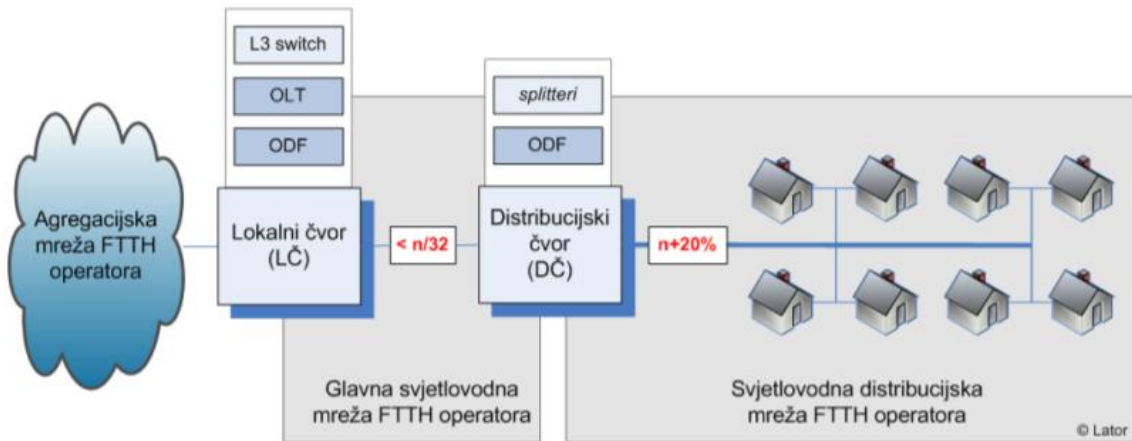 L3 switch
OLT
ODF
splitteri
ODF
Agregacijska
mreža FTTH
operatora
Lokalni čvor
(LČ)
< n/32
Distribucijski
čvor
(DČ)
n+20%
Glavna svjetlovodna
mreža FTTH operatora
Svjetlovodna distribucijska
mreža FTTH operatora
© Lator